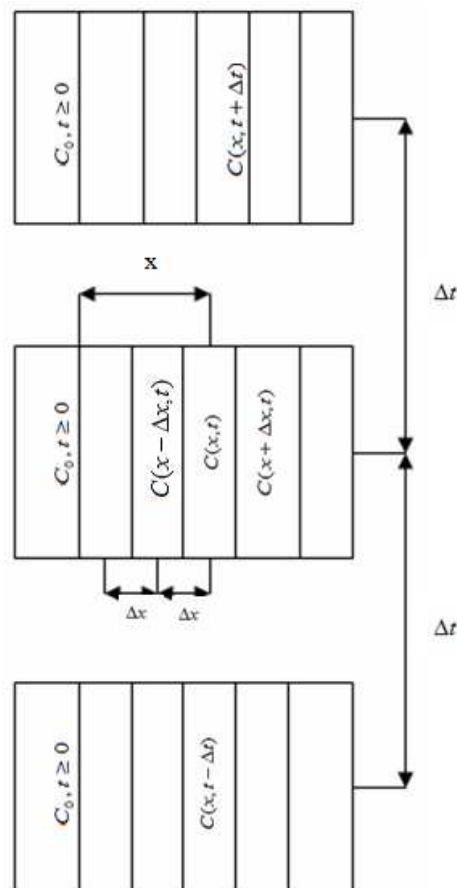 C₀, t ≥ 0
C(x, t + Δt)
x
Δt
C₀, t ≥ 0
C(x − Δx, t)
C(x, t)
C(x + Δx, t)
Δx
Δx
Δt
C₀, t ≥ 0
C(x, t − Δt)